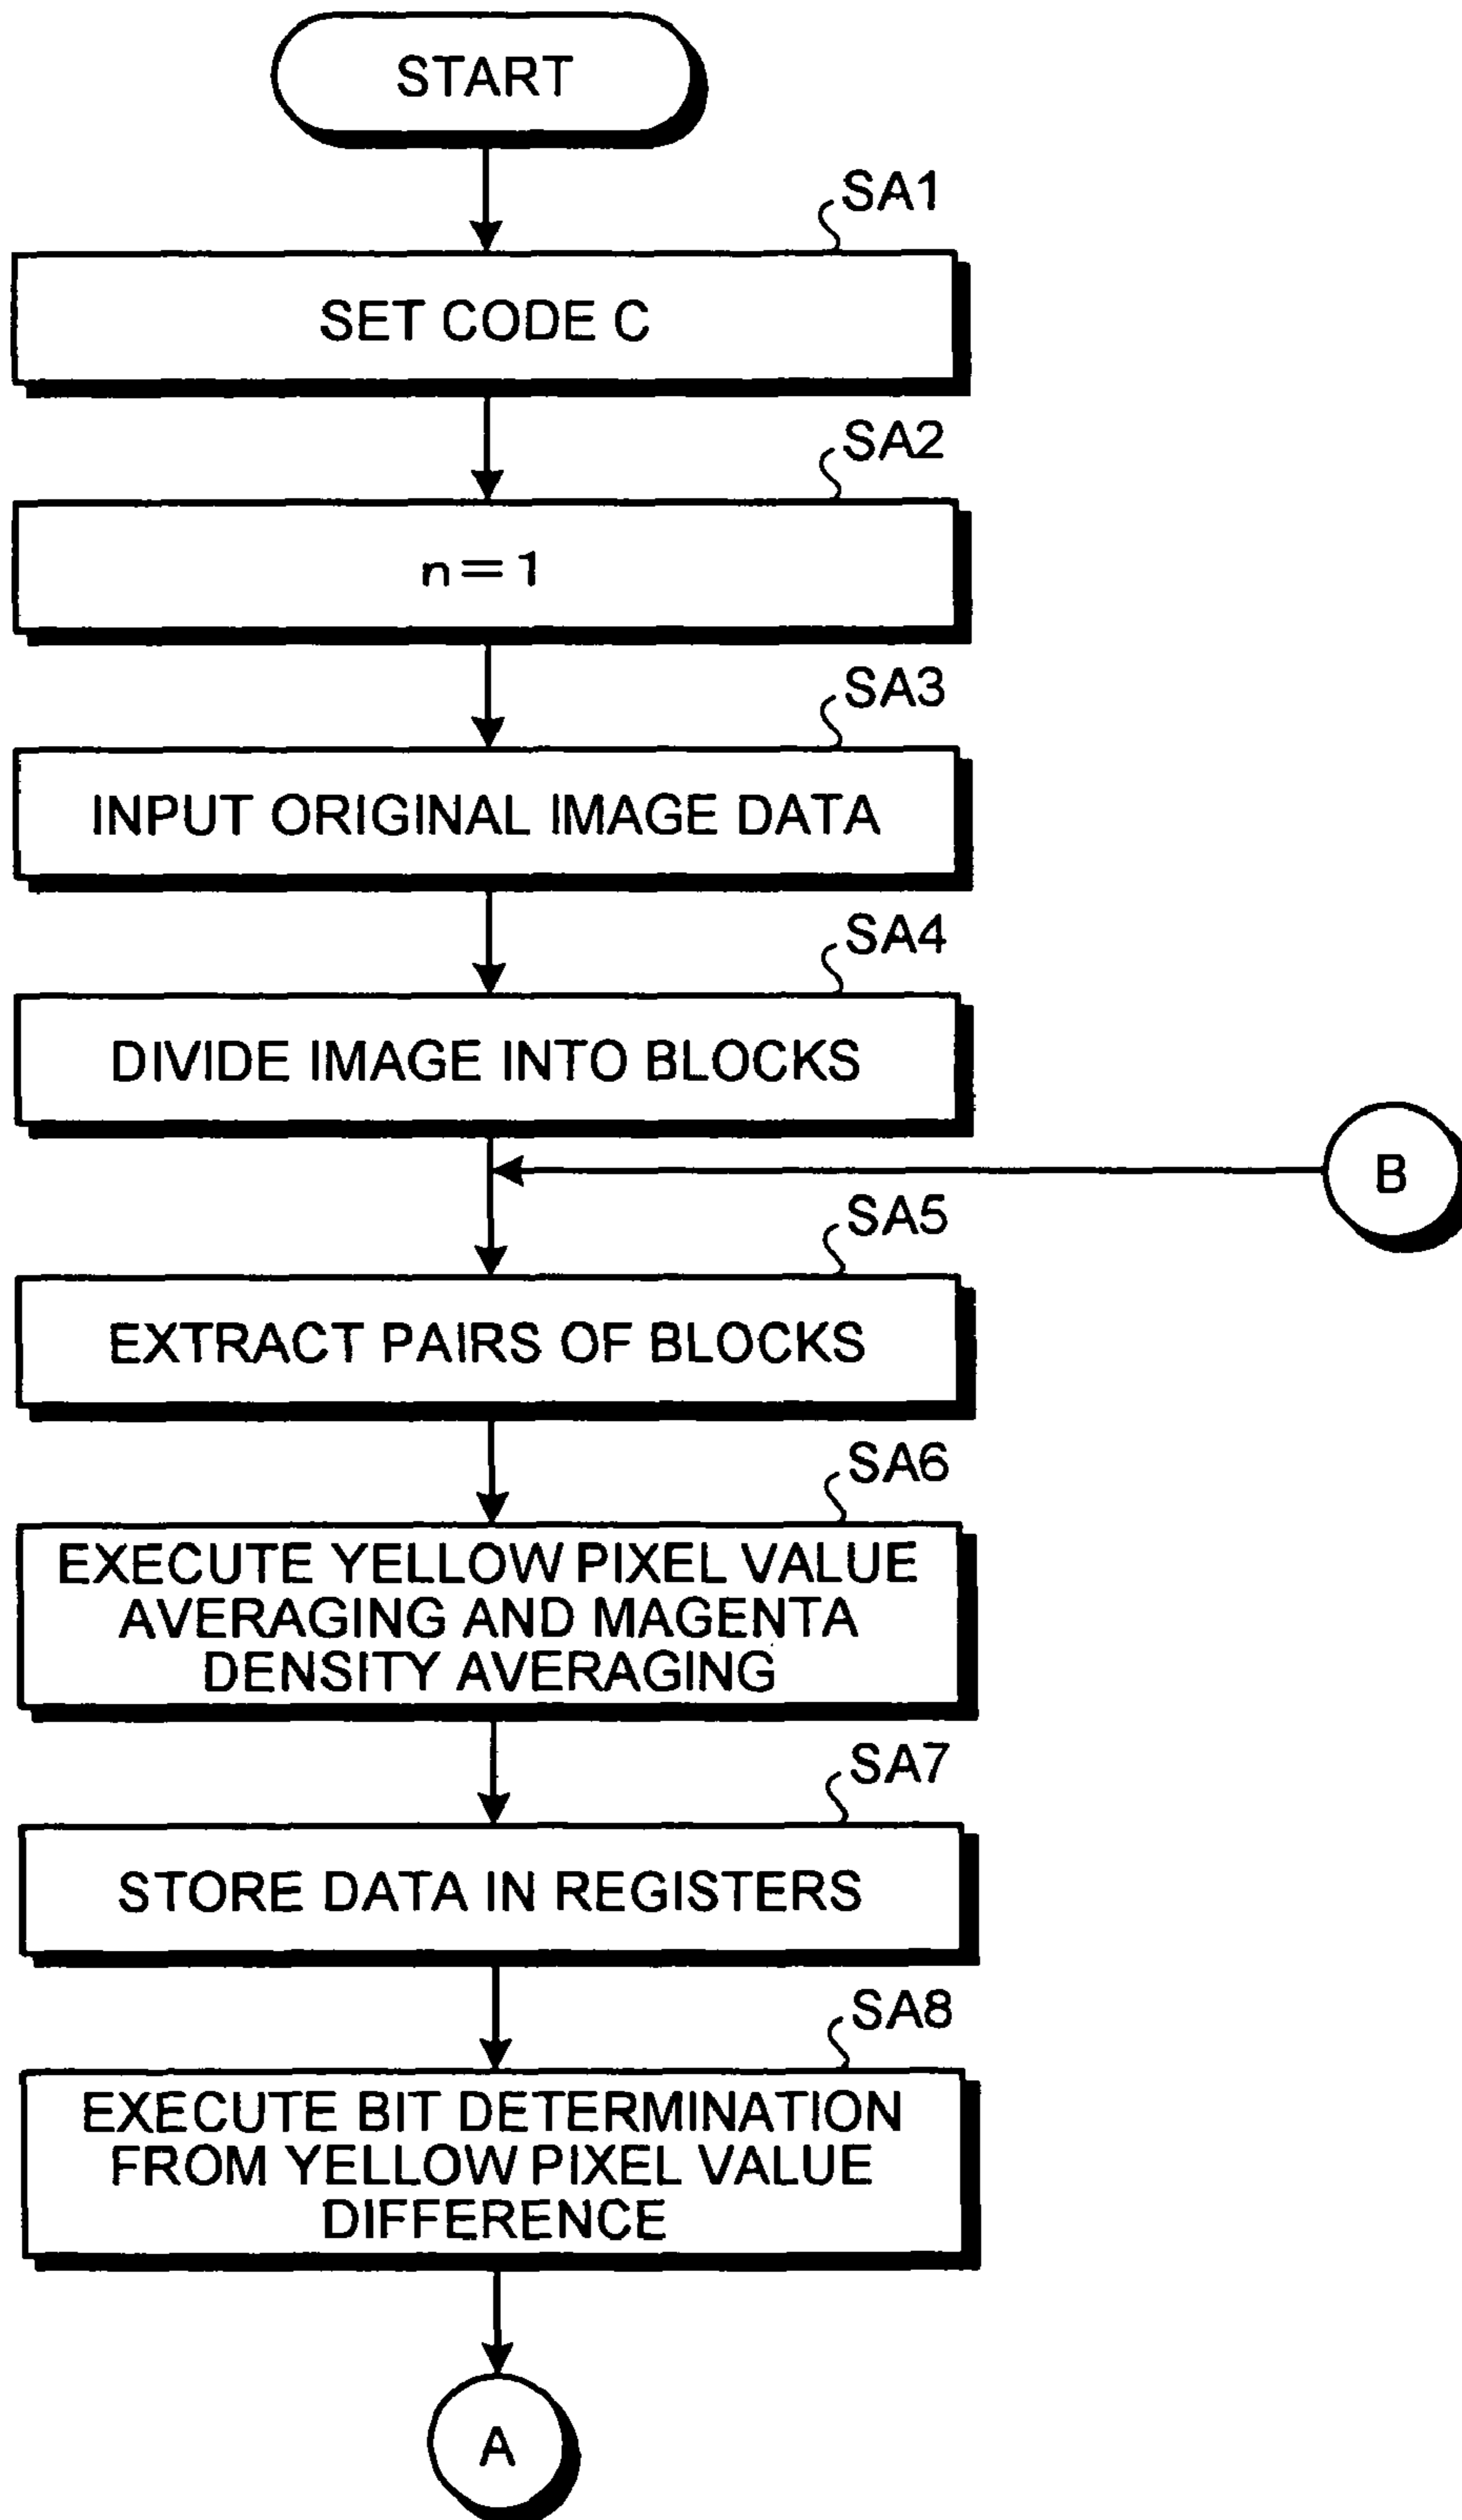 START
SA1
SET CODE C
SA2
n=1
SA3
INPUT ORIGINAL IMAGE DATA
SA4
DIVIDE IMAGE INTO BLOCKS
B
SA5
EXTRACT PAIRS OF BLOCKS
SA6
EXECUTE YELLOW PIXEL VALUE
AVERAGING AND MAGENTA
DENSITY AVERAGING
SA7
STORE DATA IN REGISTERS
SA8
EXECUTE BIT DETERMINATION
FROM YELLOW PIXEL VALUE
DIFFERENCE
A